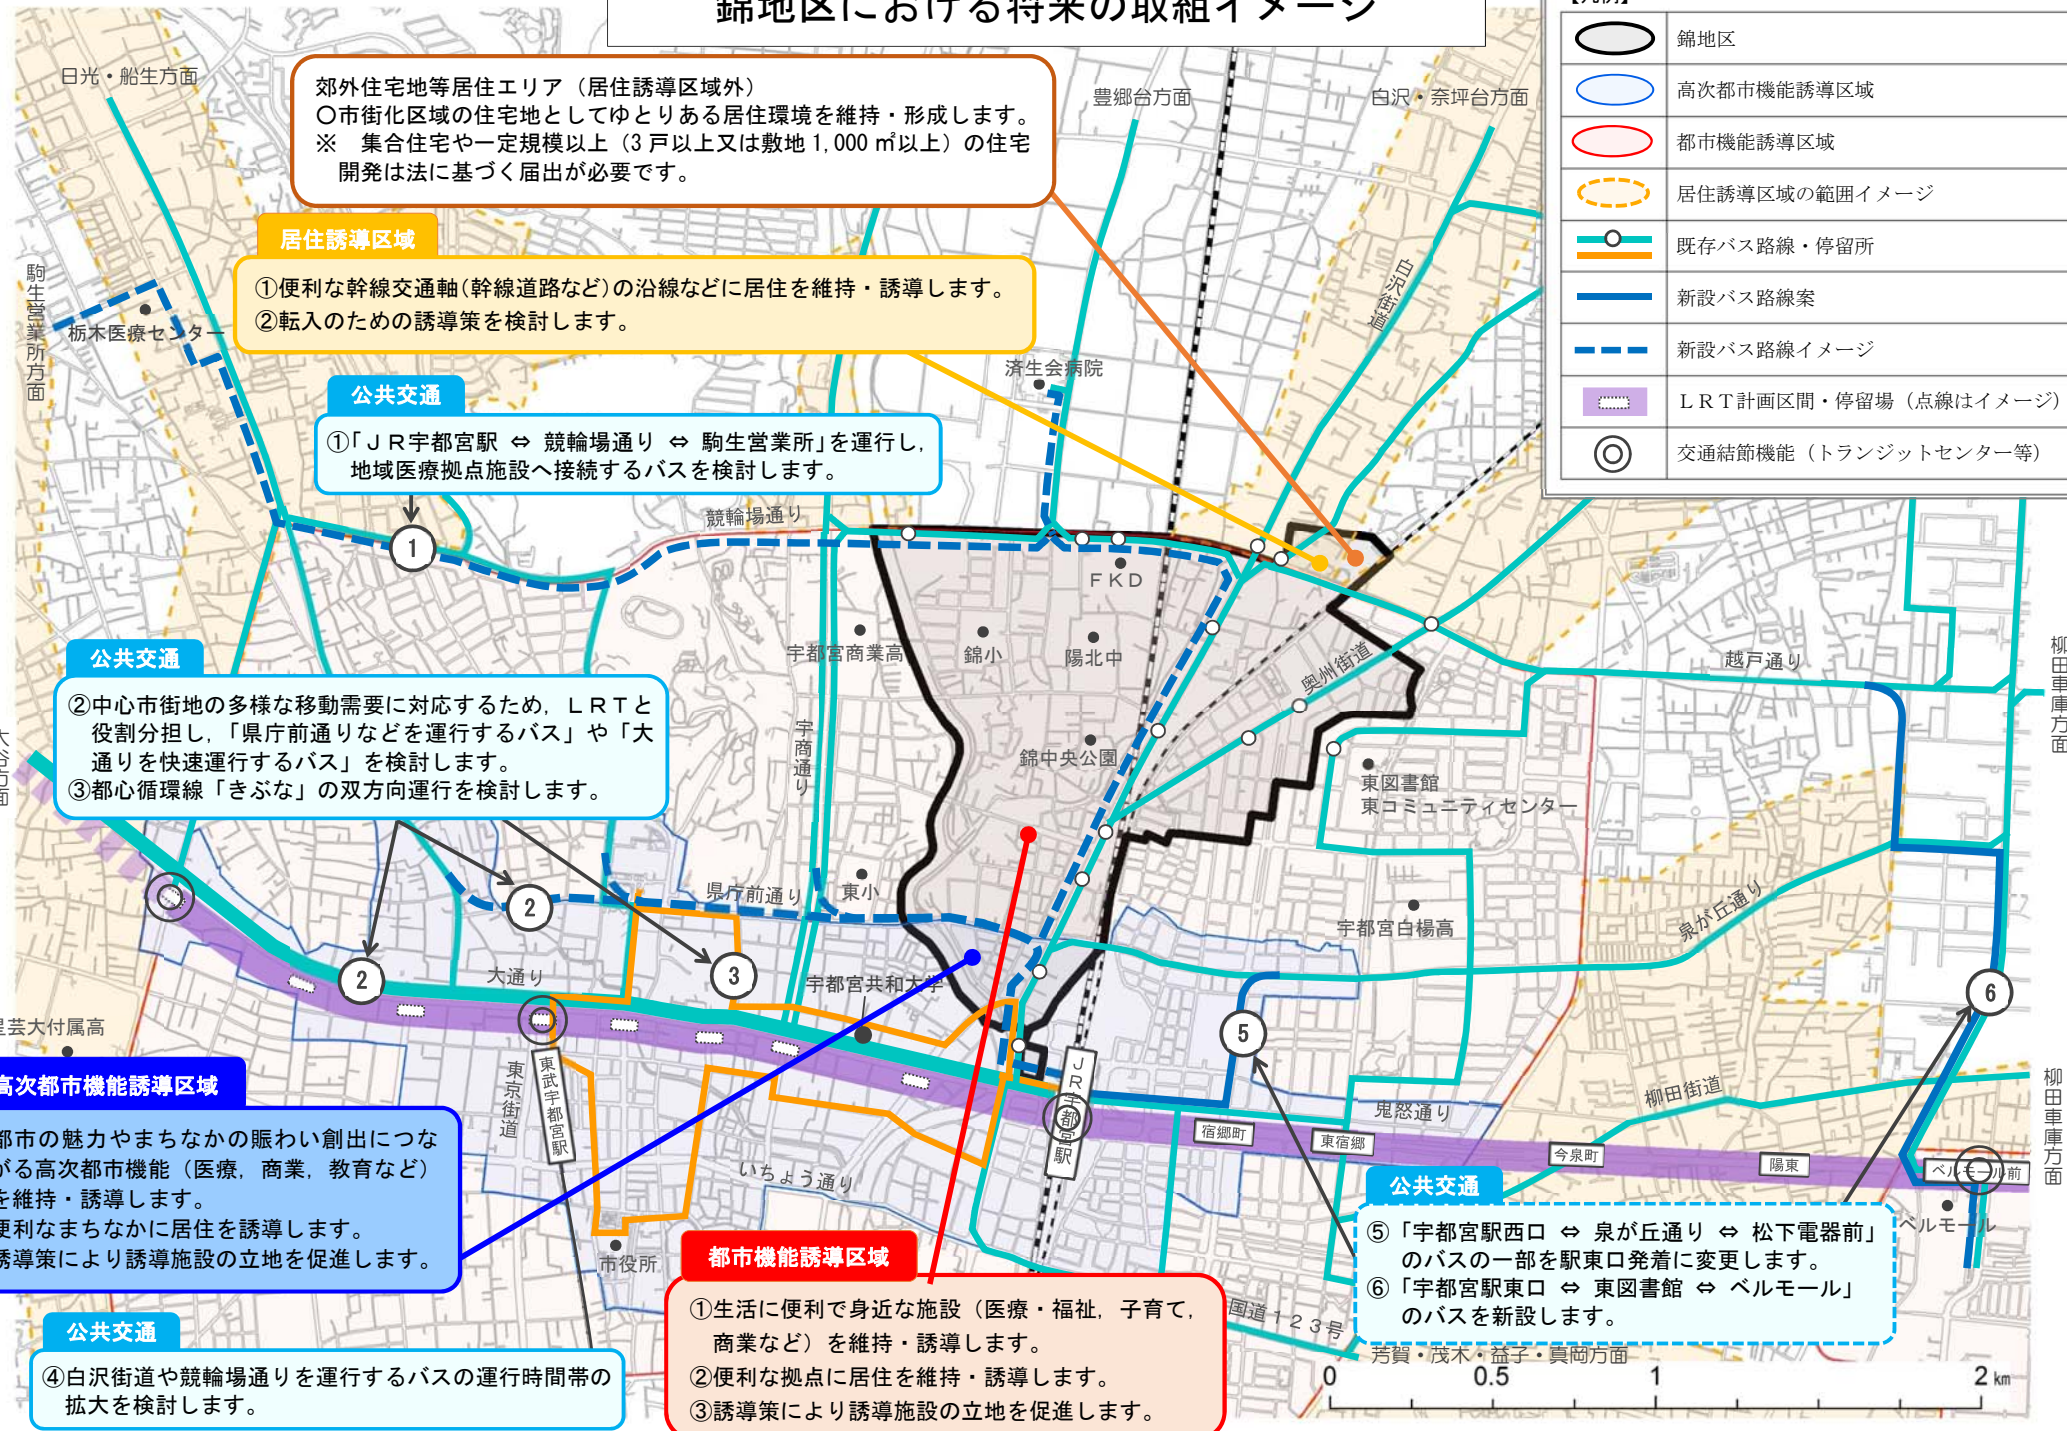 錦地区における将来の取組イメージ
錦地区
高次都市機能誘導区域
都市機能誘導区域
居住誘導区域の範囲イメージ
既存バス路線・停留所
新設バス路線案
新設バス路線イメージ
ＬＲＴ計画区間・停留場（点線はイメージ）
交通結節機能（トランジットセンター等）
日光・船生方面
豊郷台方面
白沢・奈坪台方面
郊外住宅地等居住エリア（居住誘導区域外）
〇市街化区域の住宅地としてゆとりある居住環境を維持・形成します。
※　集合住宅や一定規模以上（3 戸以上又は敷地 1,000 ㎡以上）の住宅
開発は法に基づく届出が必要です。
居住誘導区域
①便利な幹線交通軸(幹線道路など)の沿線などに居住を維持・誘導します。
②転入のための誘導策を検討します。
駒生営業所方面
栃木医療センター
白沢街道
済生会病院
公共交通
①「ＪＲ宇都宮駅 ⇔ 競輪場通り ⇔ 駒生営業所」を運行し，
地域医療拠点施設へ接続するバスを検討します。
競輪場通り
1
ＦＫＤ
宇都宮商業高
錦小
陽北中
奥州街道
越戸通り
柳田車庫方面
公共交通
②中心市街地の多様な移動需要に対応するため，ＬＲＴと
役割分担し，「県庁前通りなどを運行するバス」や「大
通りを快速運行するバス」を検討します。
③都心循環線「きぶな」の双方向運行を検討します。
大谷方面
宇商通り
錦中央公園
東図書館
東コミュニティセンター
県庁前通り
東小
宇都宮白楊高
泉が丘通り
2
2
3
大通り
宇都宮共和大学
5
6
星芸大付属高
東京街道
東武宇都宮駅
ＪＲ宇都宮駅
鬼怒通り
柳田街道
柳田車庫方面
宿郷町
東宿郷
今泉町
陽東
ベルモール前
ベルモール
いちょう通り
市役所
高次都市機能誘導区域
都市の魅力やまちなかの賑わい創出につな
がる高次都市機能（医療，商業，教育など）
を維持・誘導します。
便利なまちなかに居住を誘導します。
誘導策により誘導施設の立地を促進します。
都市機能誘導区域
①生活に便利で身近な施設（医療・福祉，子育て，
商業など）を維持・誘導します。
②便利な拠点に居住を維持・誘導します。
③誘導策により誘導施設の立地を促進します。
公共交通
④白沢街道や競輪場通りを運行するバスの運行時間帯の
拡大を検討します。
公共交通
⑤「宇都宮駅西口 ⇔ 泉が丘通り ⇔ 松下電器前」
のバスの一部を駅東口発着に変更します。
⑥「宇都宮駅東口 ⇔ 東図書館 ⇔ ベルモール」
のバスを新設します。
国道１２３号
芳賀・茂木・益子・真岡方面
0 0.5 1 2 km